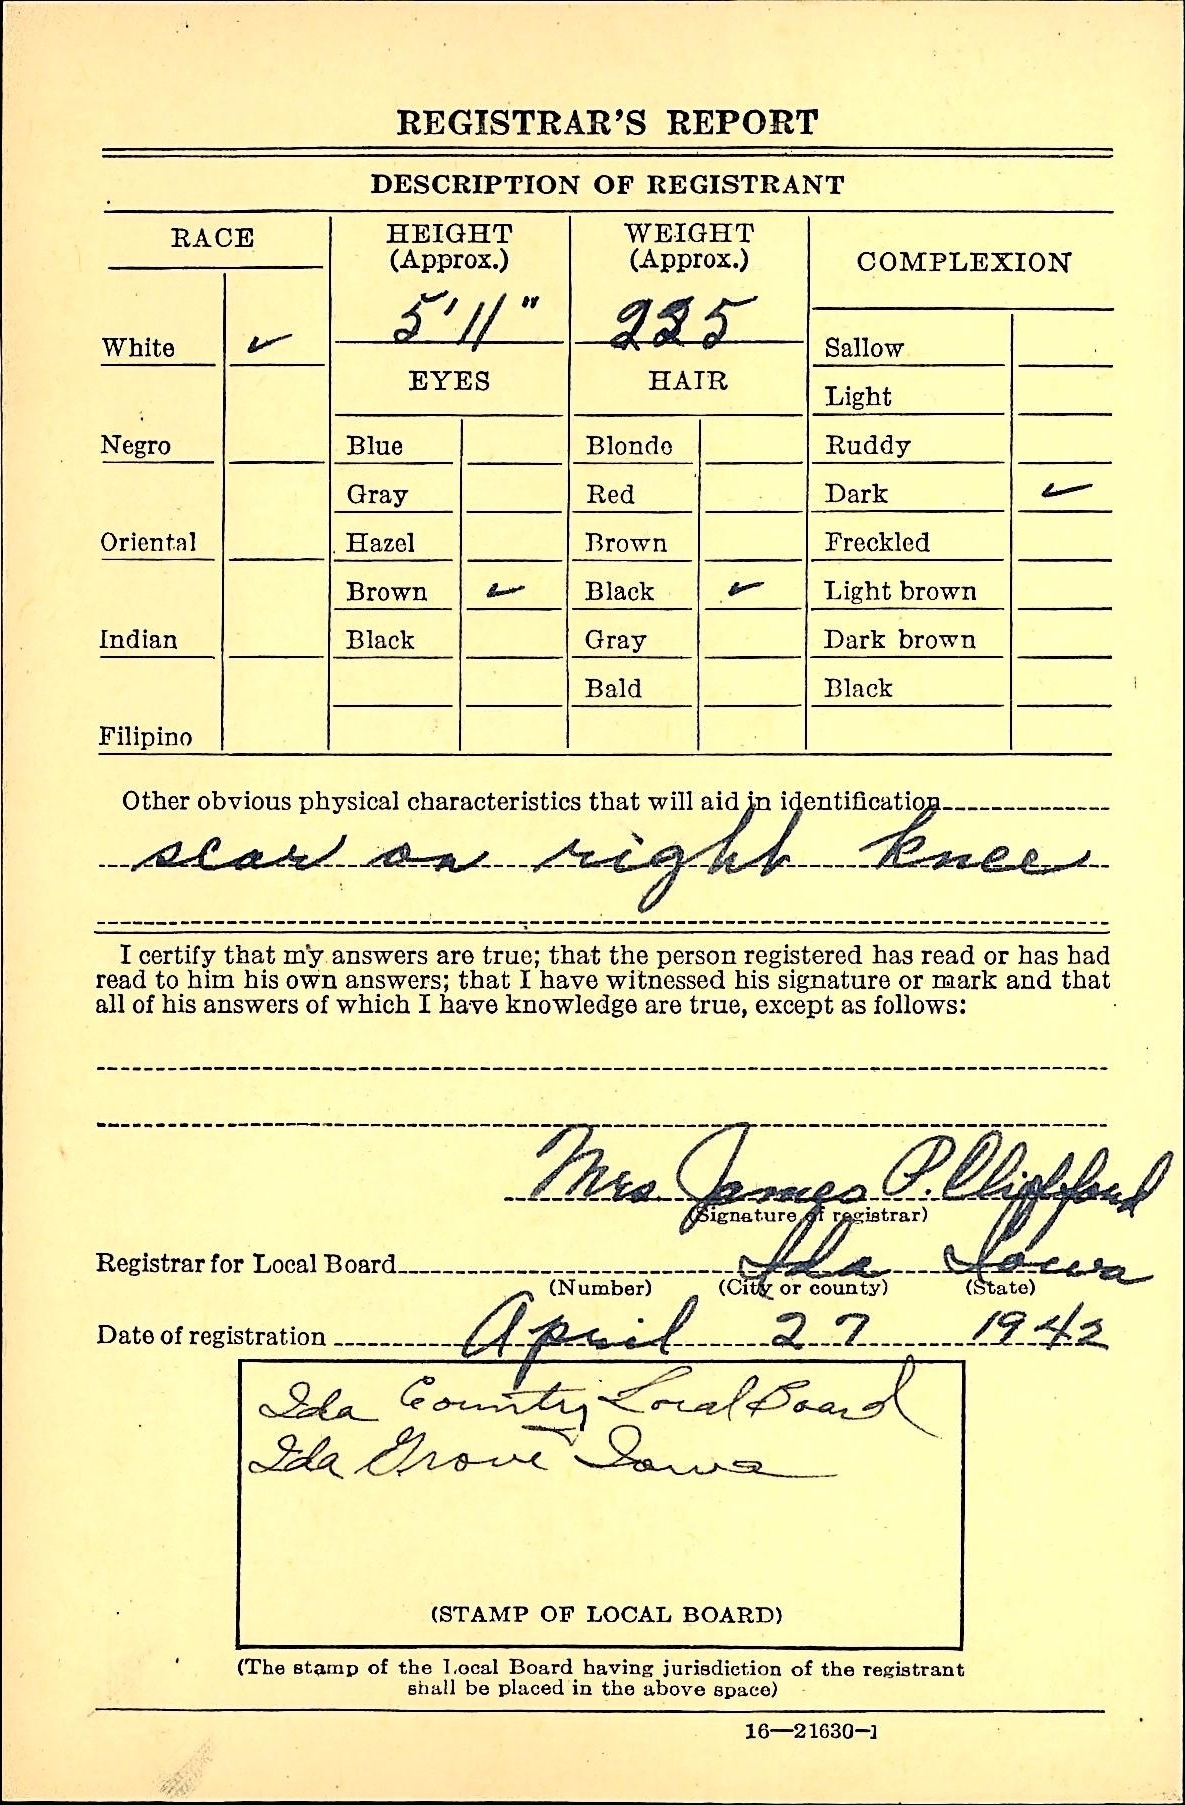 REGISTRAR'S REPORT
DESCRIPTION OF REGISTRANT
RACE
HEIGHT
(Approx.)
WEIGHT
(Approx.)
COMPLEXION
5'11"
225
White ✓
Sallow
EYES
HAIR
Light
Negro
Blue
Blonde
Ruddy
Gray
Red
Dark ✓
Oriental
Hazel
Brown
Freckled
Brown ✓
Black ✓
Light brown
Indian
Black
Gray
Dark brown
Bald
Black
Filipino
Other obvious physical characteristics that will aid in identification
scar on right knee
I certify that my answers are true; that the person registered has read or has had
read to him his own answers; that I have witnessed his signature or mark and that
all of his answers of which I have knowledge are true, except as follows:
Mrs James P. Clifford
(Signature of registrar)
Registrar for Local Board Ida Iowa
(Number) (City or county) (State)
Date of registration April 27 1942
Ida County Local Board
Ida Grove Iowa
(STAMP OF LOCAL BOARD)
(The stamp of the Local Board having jurisdiction of the registrant
shall be placed in the above space)
16—21630-1